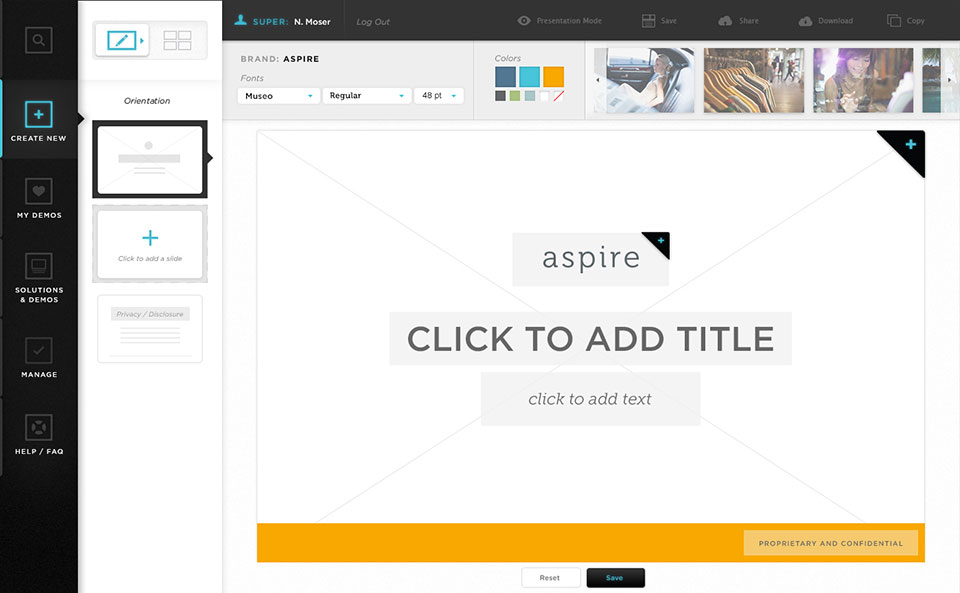 SUPER: N. Moser
Log Out
Presentation Mode
Save
Share
Download
Copy
CREATE NEW
MY DEMOS
SOLUTIONS
& DEMOS
MANAGE
HELP / FAQ
Orientation
Click to add a slide
Privacy / Disclosure
BRAND: ASPIRE
Fonts
Museo
Regular
48 pt
Colors
aspire
CLICK TO ADD TITLE
click to add text
PROPRIETARY AND CONFIDENTIAL
Reset
Save